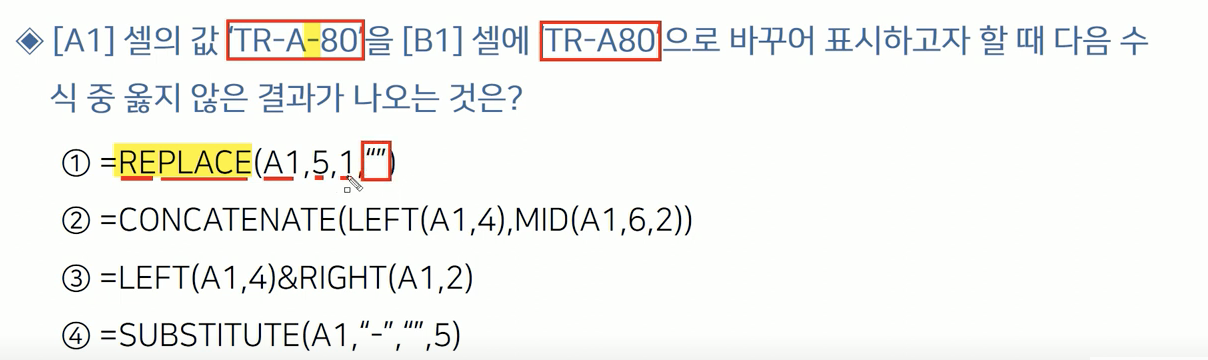 ◈ [A1] 셀의 값 'TR-A-80'을 [B1] 셀에 'TR-A80'으로 바꾸어 표시하고자 할 때 다음 수
식 중 옳지 않은 결과가 나오는 것은?
① =REPLACE(A1,5,1,“”)
② =CONCATENATE(LEFT(A1,4),MID(A1,6,2))
③ =LEFT(A1,4)&RIGHT(A1,2)
④ =SUBSTITUTE(A1,“-”,“”,5)